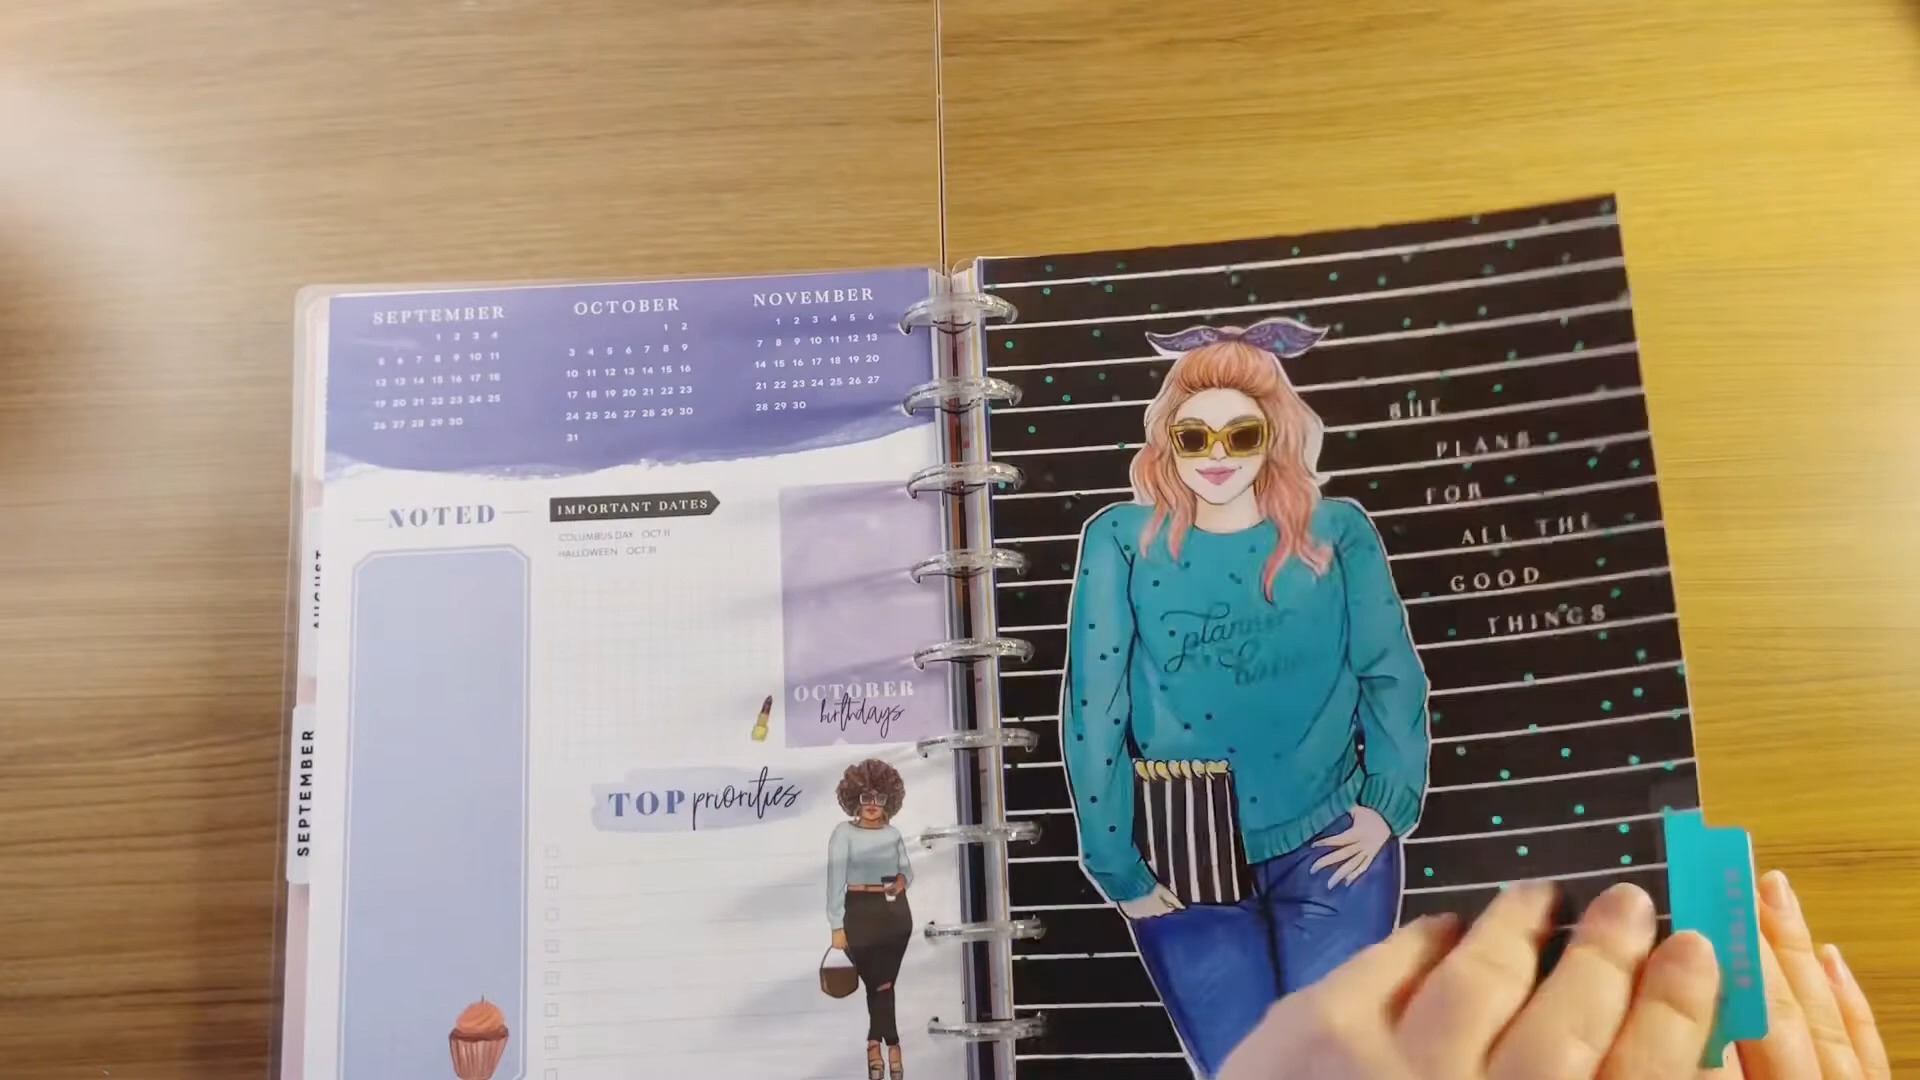 SEPTEMBER
1 2 3 4
5 6 7 8 9 10 11
12 13 14 15 16 17 18
19 20 21 22 23 24 25
26 27 28 29 30
OCTOBER
1 2
3 4 5 6 7 8 9
10 11 12 13 14 15 16
17 18 19 20 21 22 23
24 25 26 27 28 29 30
31
NOVEMBER
1 2 3 4 5 6
7 8 9 10 11 12 13
14 15 16 17 18 19 20
21 22 23 24 25 26 27
28 29 30
NOTED
IMPORTANT DATES
COLUMBUS DAY OCT 11
HALLOWEEN OCT 31
OCTOBER
birthdays
TOP priorities
AUGUST
SEPTEMBER
SHE
PLANS
FOR
ALL THE
GOOD
THINGS
planner